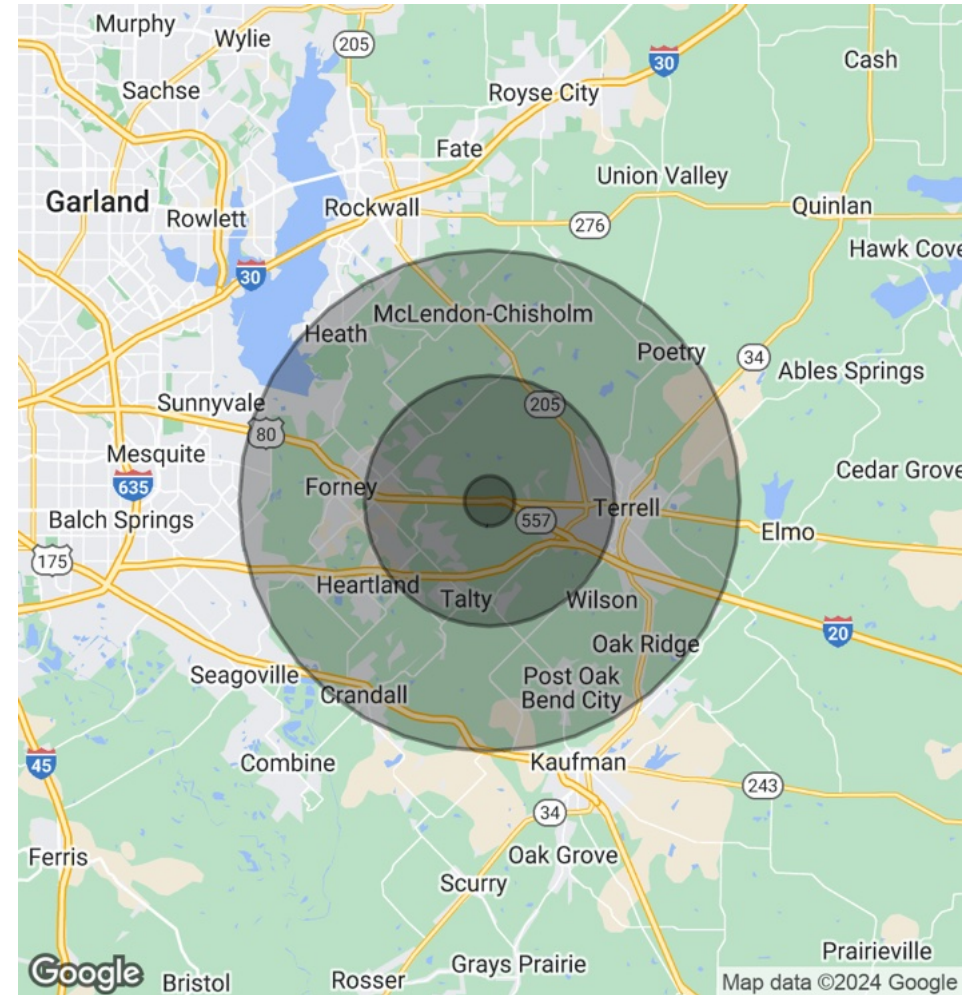 Murphy
Wylie
205
30
Cash
Sachse
Royse City
Fate
Union Valley
Garland
Rowlett
Rockwall
Quinlan
276
Hawk Cove
30
McLendon-Chisholm
Heath
Poetry
34
Ables Springs
Sunnyvale
205
80
Mesquite
Cedar Grove
635
Forney
Terrell
Balch Springs
557
Elmo
175
Heartland
Talty
Wilson
20
Oak Ridge
Seagoville
Post Oak
Bend City
Crandall
45
Combine
Kaufman
243
34
Ferris
Oak Grove
Scurry
Prairieville
Grays Prairie
Google
Bristol
Rosser
Map data ©2024 Google